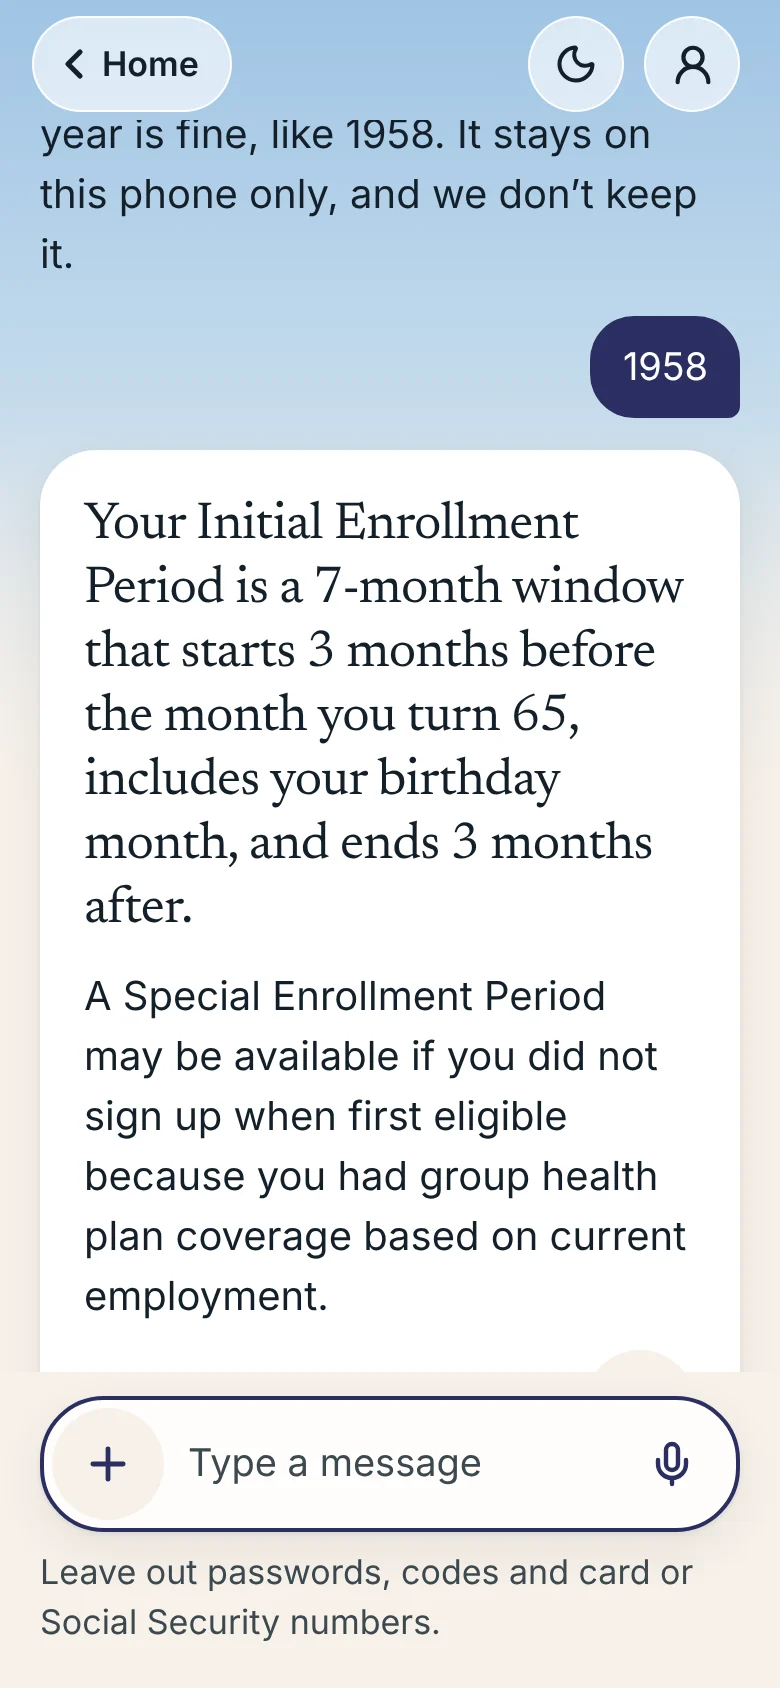 Home
year is fine, like 1958. It stays on
this phone only, and we don’t keep
it.
1958
Your Initial Enrollment
Period is a 7-month window
that starts 3 months before
the month you turn 65,
includes your birthday
month, and ends 3 months
after.
A Special Enrollment Period
may be available if you did not
sign up when first eligible
because you had group health
plan coverage based on current
employment.
Type a message
Leave out passwords, codes and card or
Social Security numbers.